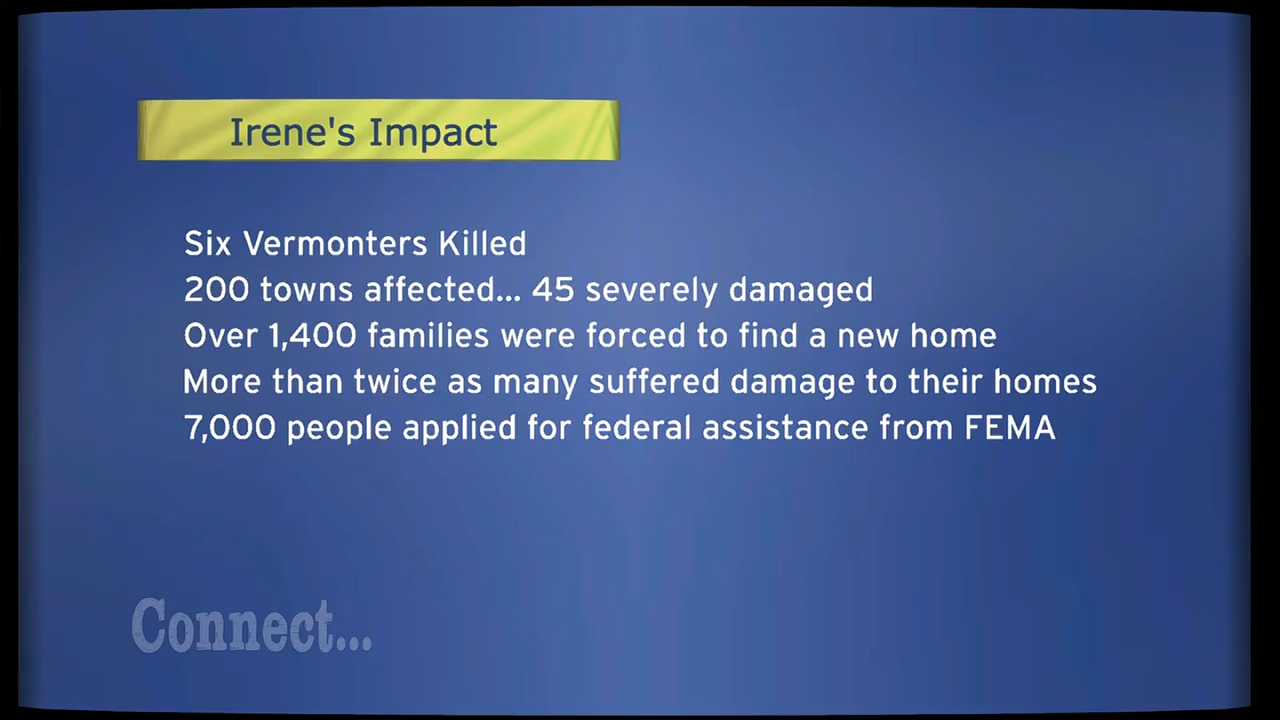 Irene's Impact
Six Vermonters Killed
200 towns affected... 45 severely damaged
Over 1,400 families were forced to find a new home
More than twice as many suffered damage to their homes
7,000 people applied for federal assistance from FEMA
Connect...